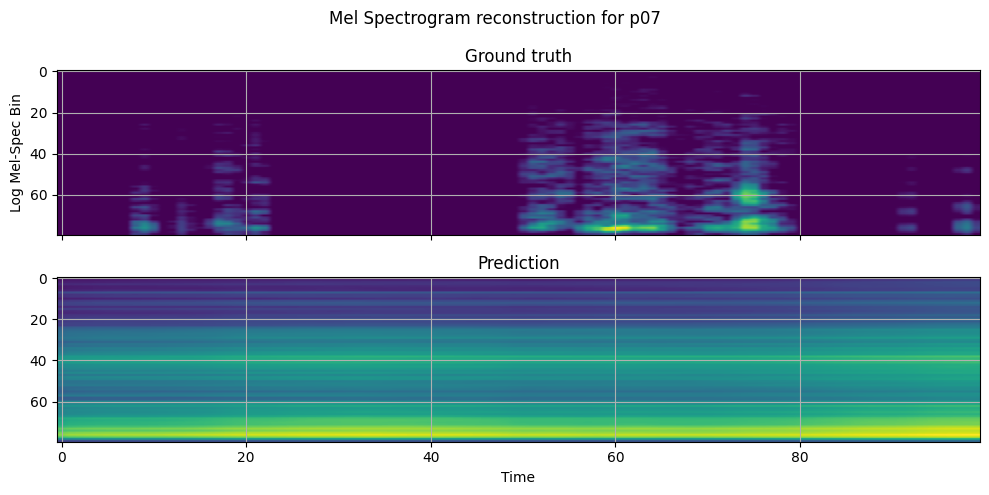 Mel Spectrogram reconstruction for p07
Ground truth
0
20
40
60
Log Mel-Spec Bin
Prediction
0
20
40
60
0 20 40 60 80
Time